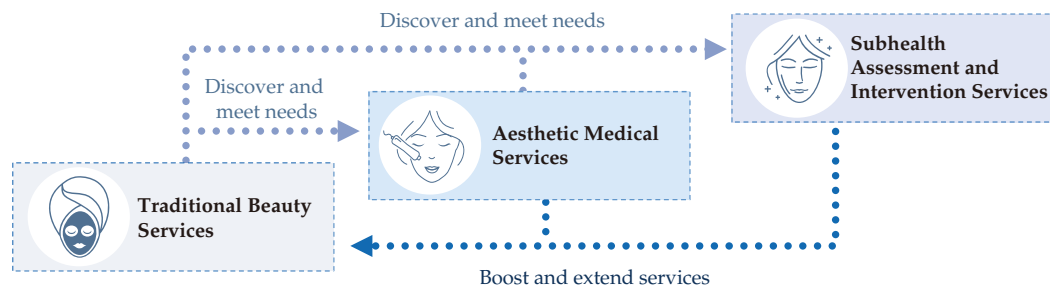 Discover and meet needs
Subhealth
Assessment and
Intervention Services
Discover and
meet needs
Aesthetic Medical
Services
Traditional Beauty
Services
Boost and extend services